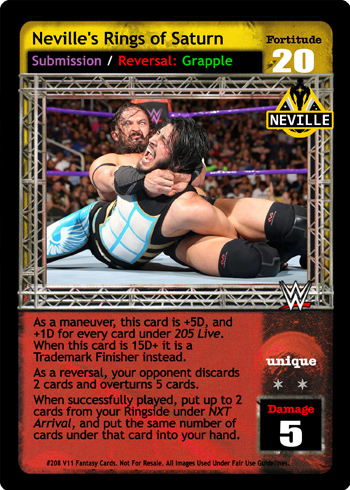 Neville's Rings of Saturn
Fortitude
20
Submission / Reversal: Grapple
NEVILLE
As a maneuver, this card is +5D, and
+1D for every card under 205 Live.
When this card is 15D+ it is a
Trademark Finisher instead.
As a reversal, your opponent discards
2 cards and overturns 5 cards.
When successfully played, put up to 2
cards from your Ringside under NXT
Arrival, and put the same number of
cards under that card into your hand.
unique
Damage
5
#208 V11 Fantasy Cards. Not For Resale. All Images Used Under Fair Use Guidelines.